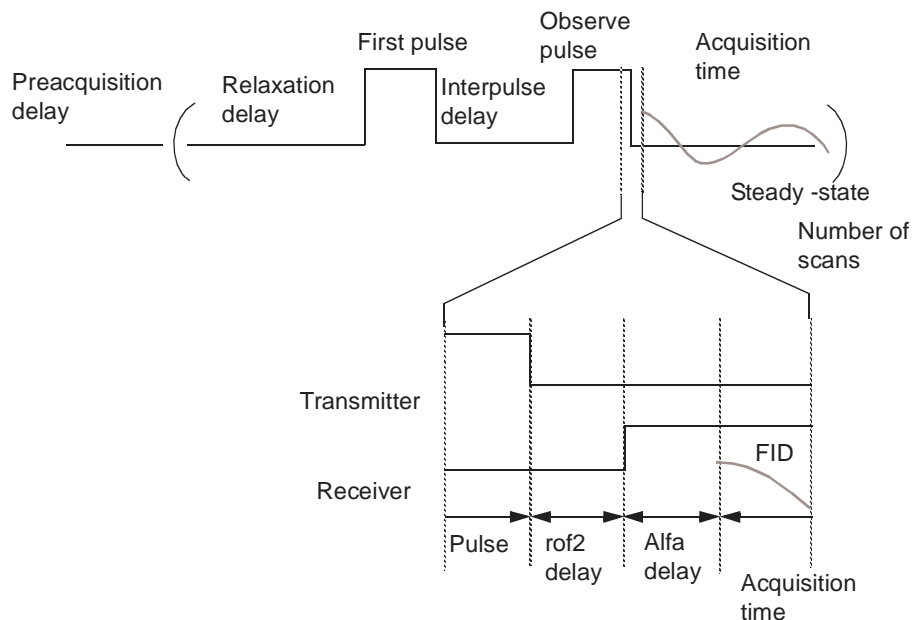 Preacquisition
delay
Relaxation
delay
First pulse
Interpulse
delay
Observe
pulse
Acquisition
time
Steady -state
Number of
scans
Transmitter
Receiver
FID
Pulse
rof2
delay
Alfa
delay
Acquisition
time